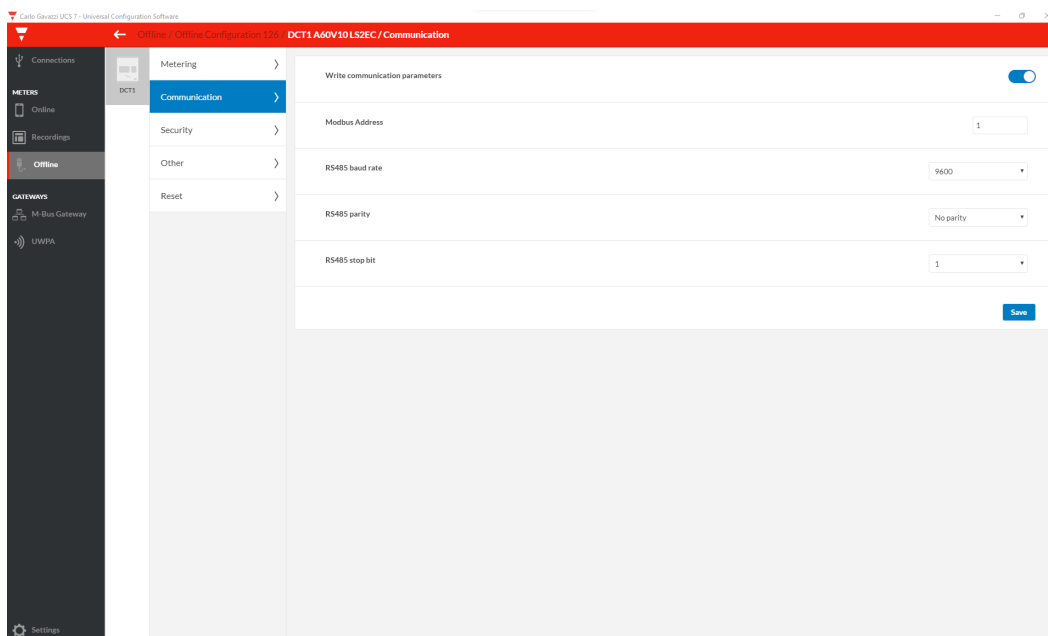 Carlo Gavazzi UCS 7 - Universal Configuration Software
Offline / Offline Configuration 126 / DCT1 A60V10 LS2EC / Communication
Connections
METERS
Online
Recordings
Offline
GATEWAYS
M-Bus Gateway
UWPA
Settings
DCT1
Metering
Communication
Security
Other
Reset
Write communication parameters
Modbus Address
1
RS485 baud rate
9600
RS485 parity
No parity
RS485 stop bit
1
Save